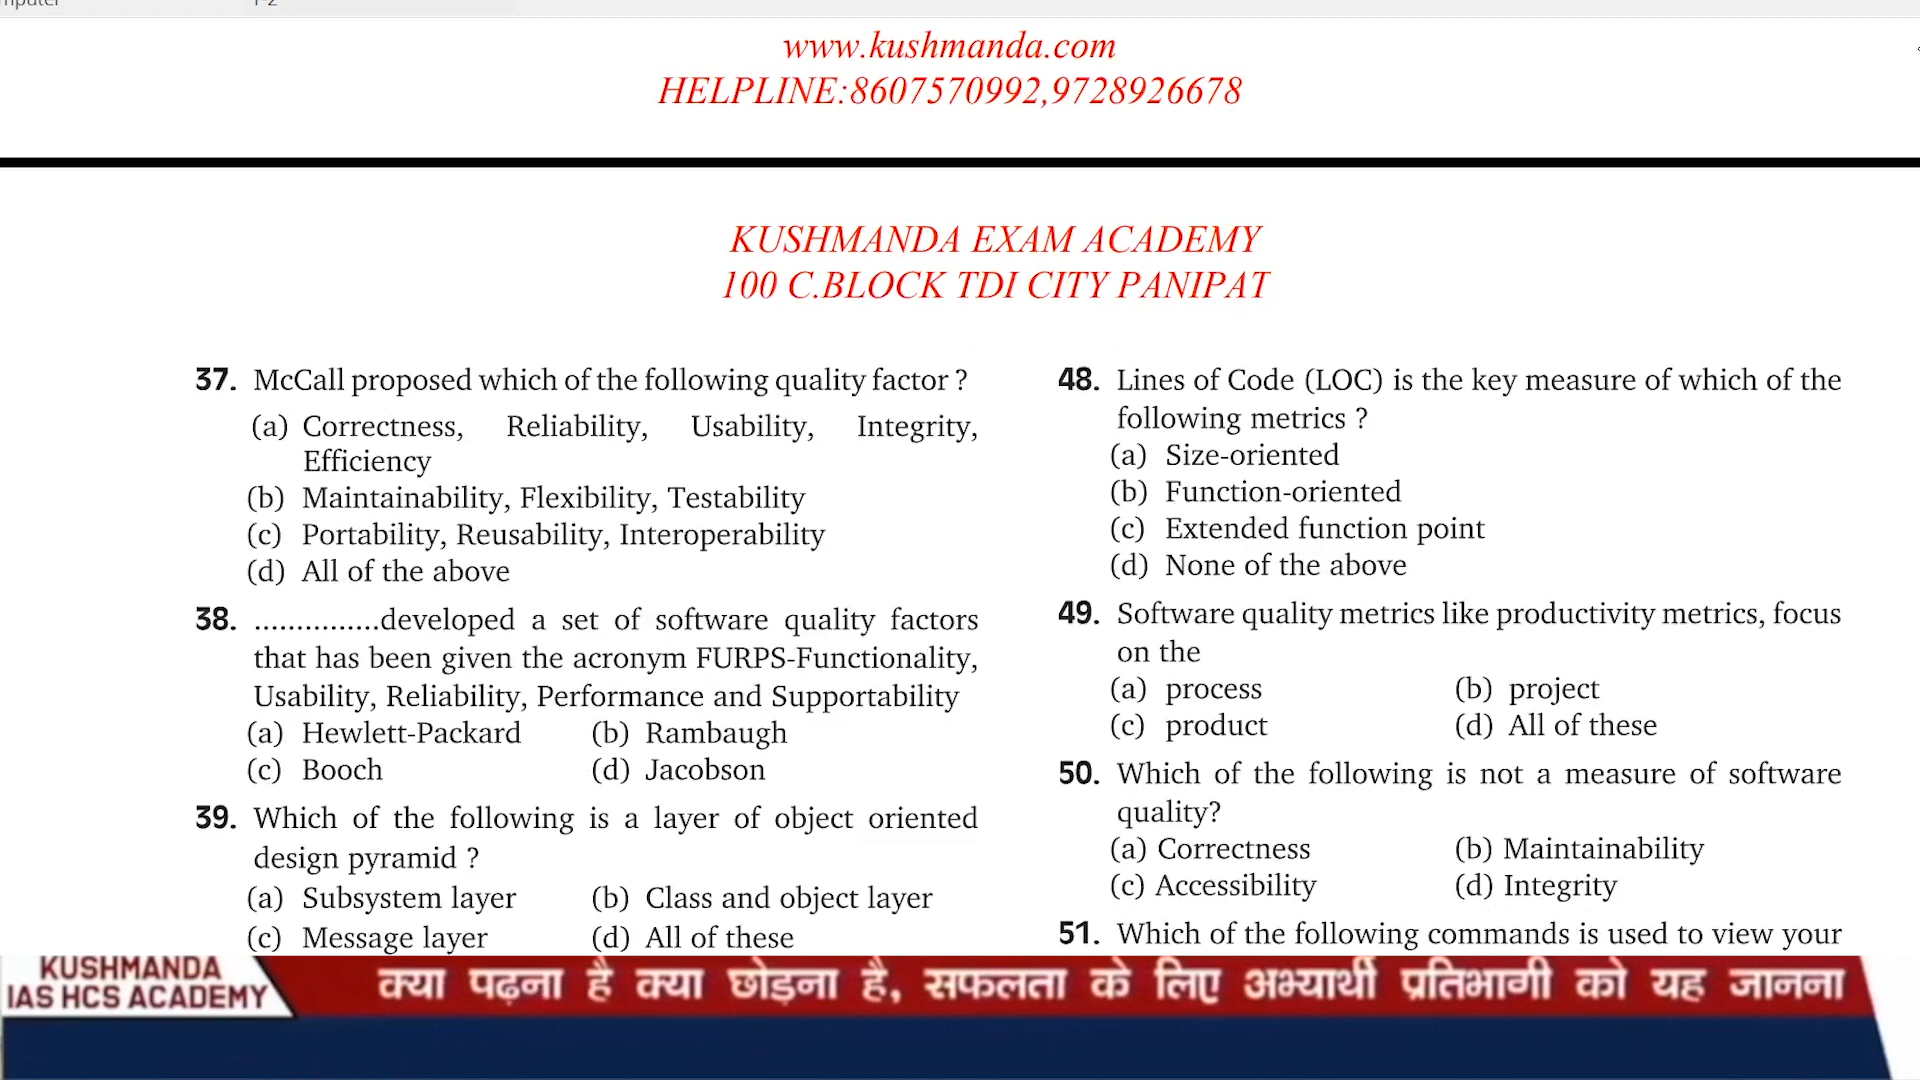 www.kushmanda.com
HELPLINE:8607570992,9728926678
KUSHMANDA EXAM ACADEMY
100 C.BLOCK TDI CITY PANIPAT
37. McCall proposed which of the following quality factor ?
(a) Correctness, Reliability, Usability, Integrity,
Efficiency
(b) Maintainability, Flexibility, Testability
(c) Portability, Reusability, Interoperability
(d) All of the above
38. ...............developed a set of software quality factors
that has been given the acronym FURPS-Functionality,
Usability, Reliability, Performance and Supportability
(a) Hewlett-Packard (b) Rambaugh
(c) Booch (d) Jacobson
39. Which of the following is a layer of object oriented
design pyramid ?
(a) Subsystem layer (b) Class and object layer
(c) Message layer (d) All of these
48. Lines of Code (LOC) is the key measure of which of the
following metrics ?
(a) Size-oriented
(b) Function-oriented
(c) Extended function point
(d) None of the above
49. Software quality metrics like productivity metrics, focus
on the
(a) process (b) project
(c) product (d) All of these
50. Which of the following is not a measure of software
quality?
(a) Correctness (b) Maintainability
(c) Accessibility (d) Integrity
51. Which of the following commands is used to view your
KUSHMANDA
IAS HCS ACADEMY
क्या पढ़ना है क्या छोड़ना है, सफलता के लिए अभ्यार्थी प्रतिभागी को यह जानना